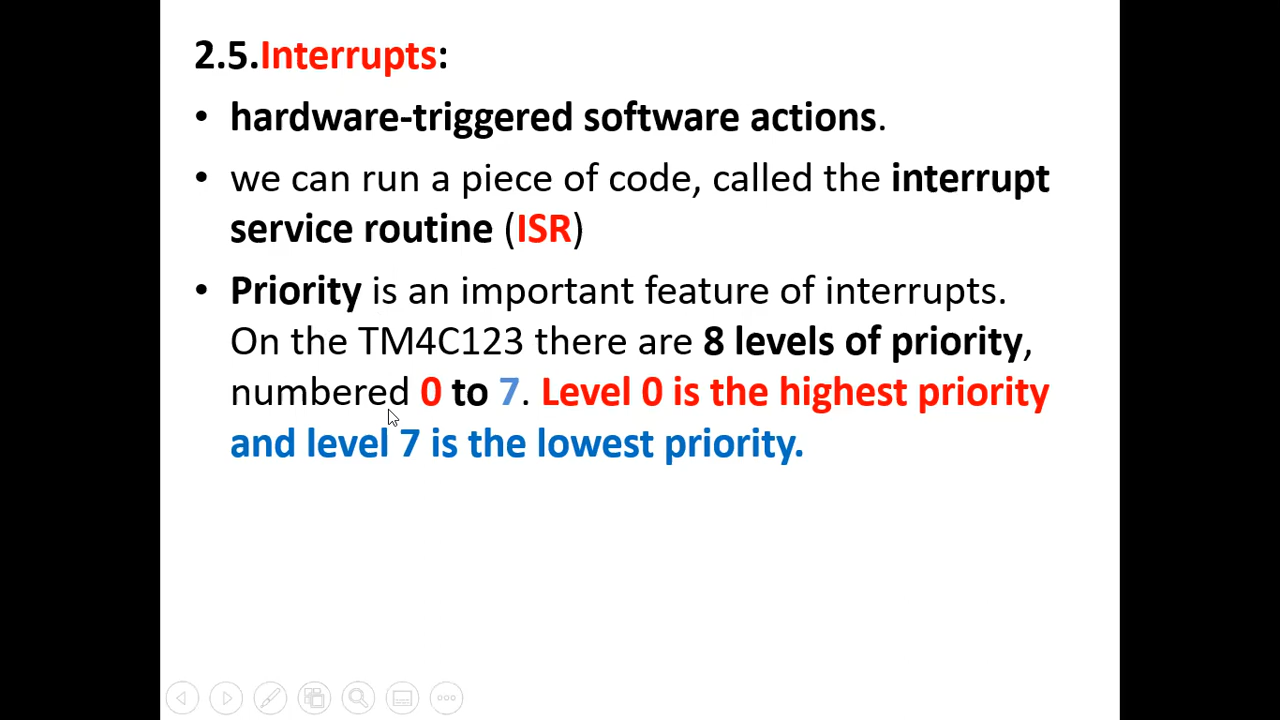 2.5.Interrupts:
• hardware-triggered software actions.
• we can run a piece of code, called the interrupt
service routine (ISR)
• Priority is an important feature of interrupts.
On the TM4C123 there are 8 levels of priority,
numbered 0 to 7. Level 0 is the highest priority
and level 7 is the lowest priority.